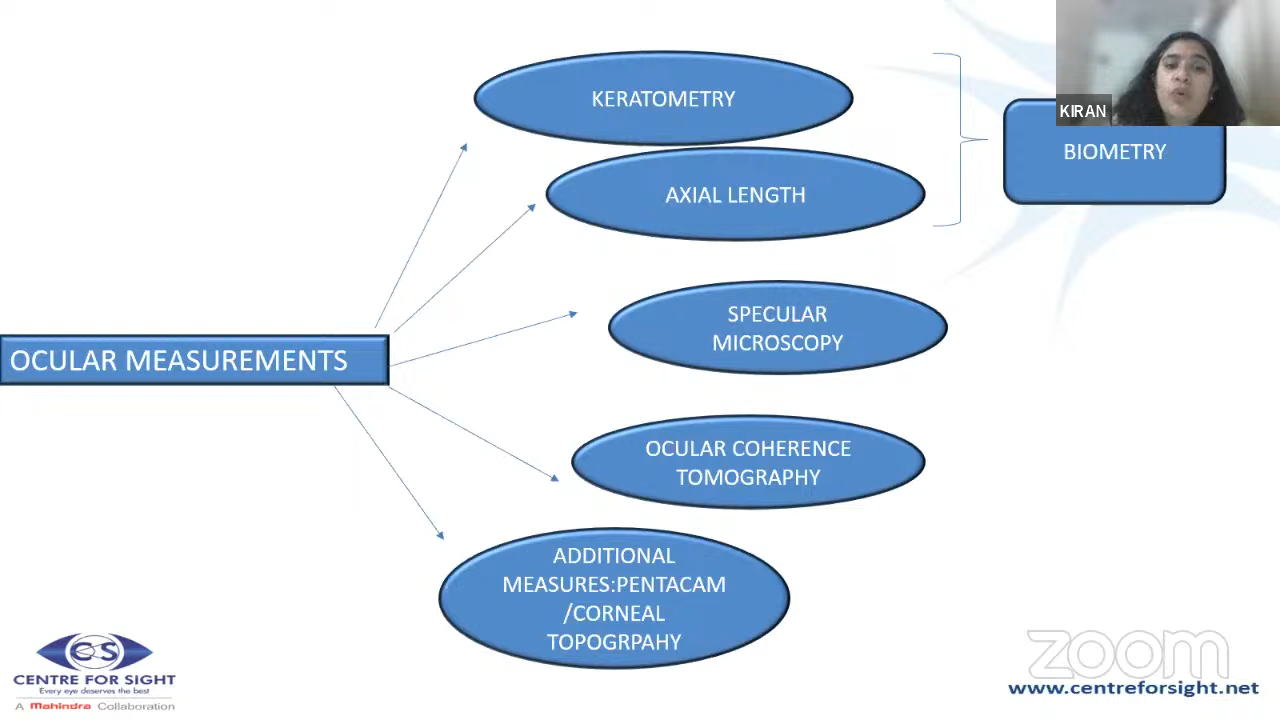 KERATOMETRY
KIRAN
BIOMETRY
AXIAL LENGTH
SPECULAR
MICROSCOPY
OCULAR MEASUREMENTS
OCULAR COHERENCE
TOMOGRAPHY
ADDITIONAL
MEASURES:PENTACAM
/CORNEAL
TOPOGRPAHY
CS
CENTRE FOR SIGHT
Every eye deserves the best
A Mahindra Collaboration
zoom
www.centreforsight.net